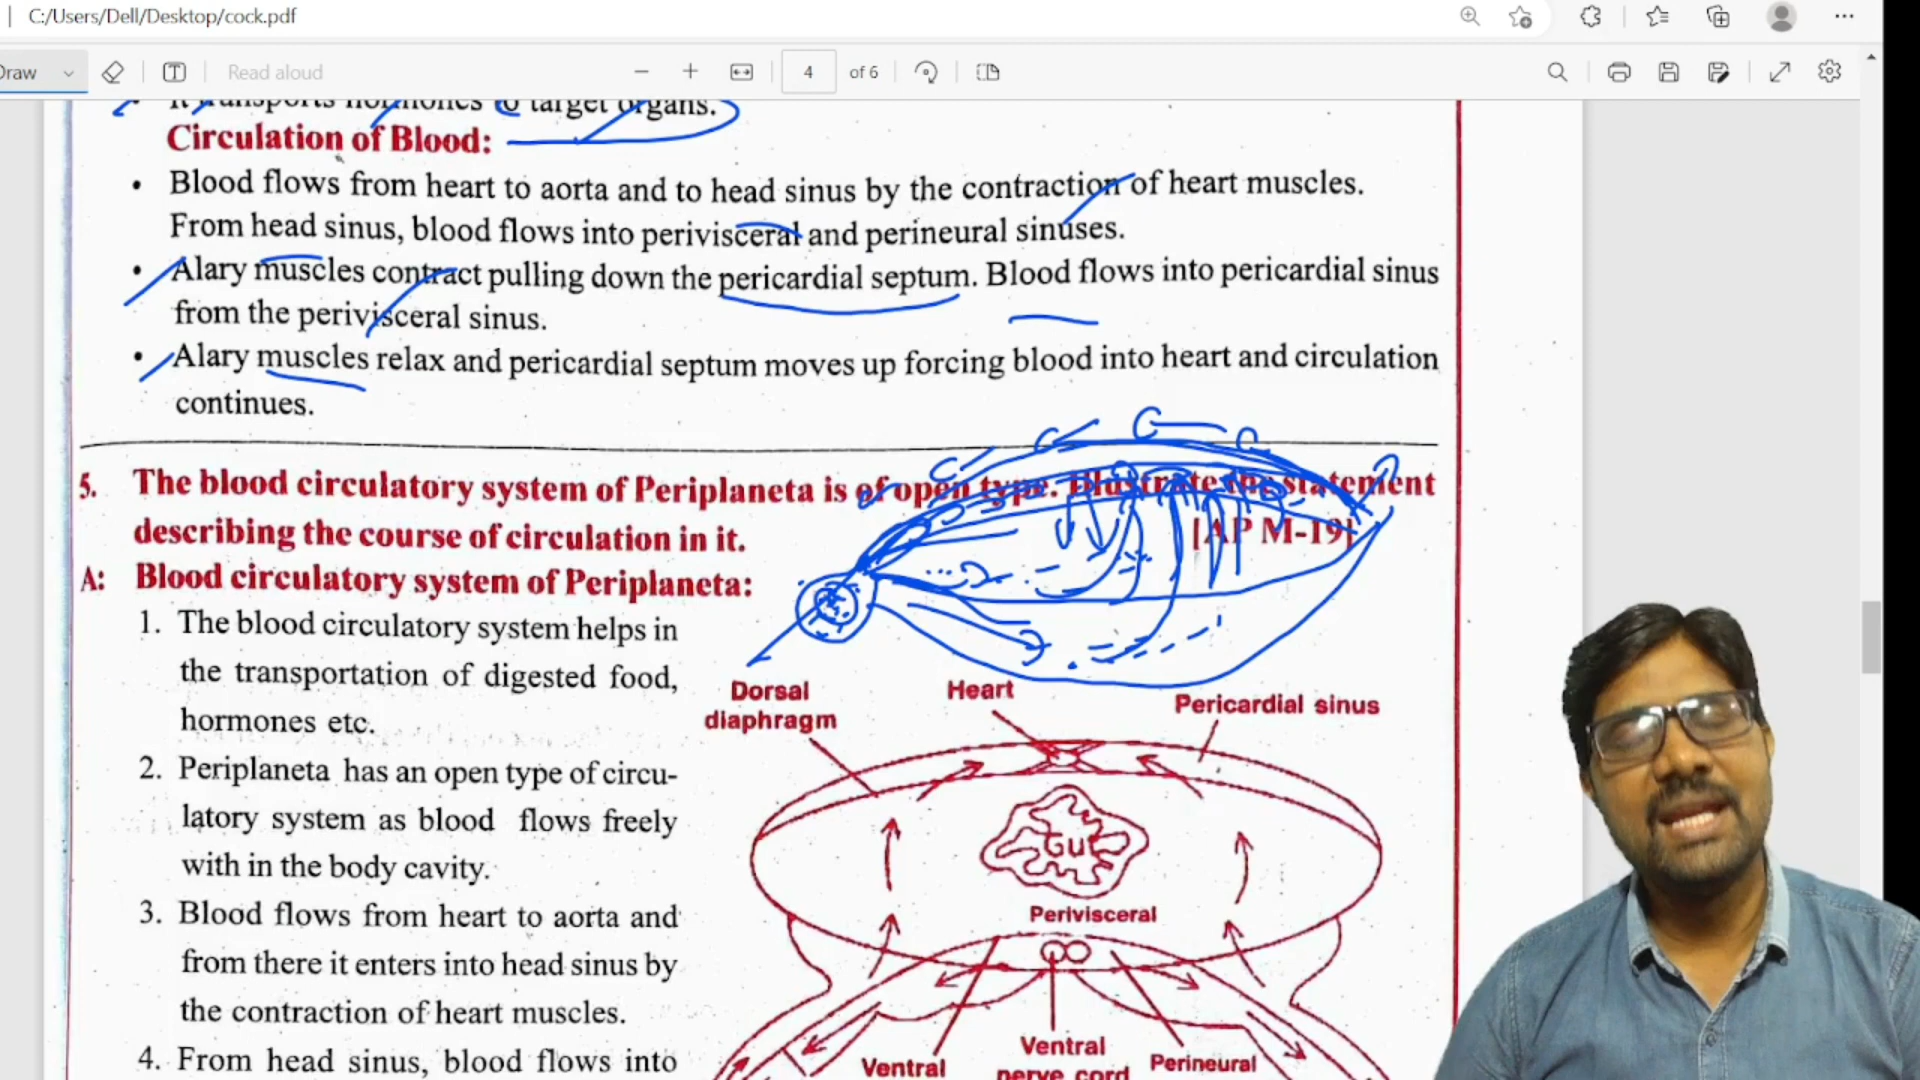 C:/Users/Dell/Desktop/cock.pdf
Draw
Read aloud
4
of 6
It transports hormones to target organs.
Circulation of Blood:
• Blood flows from heart to aorta and to head sinus by the contraction of heart muscles.
From head sinus, blood flows into perivisceral and perineural sinuses.
• Alary muscles contract pulling down the pericardial septum. Blood flows into pericardial sinus
from the perivisceral sinus.
• Alary muscles relax and pericardial septum moves up forcing blood into heart and circulation
continues.
5. The blood circulatory system of Periplaneta is of open type. Illustrate the statement
describing the course of circulation in it.
[AP M-19]
A: Blood circulatory system of Periplaneta:
1. The blood circulatory system helps in
the transportation of digested food,
hormones etc.
2. Periplaneta has an open type of circu-
latory system as blood flows freely
with in the body cavity.
3. Blood flows from heart to aorta and
from there it enters into head sinus by
the contraction of heart muscles.
4. From head sinus, blood flows into
Dorsal
diaphragm
Heart
Pericardial sinus
Gut
Perivisceral
Ventral
Ventral
nerve cord
Perineural